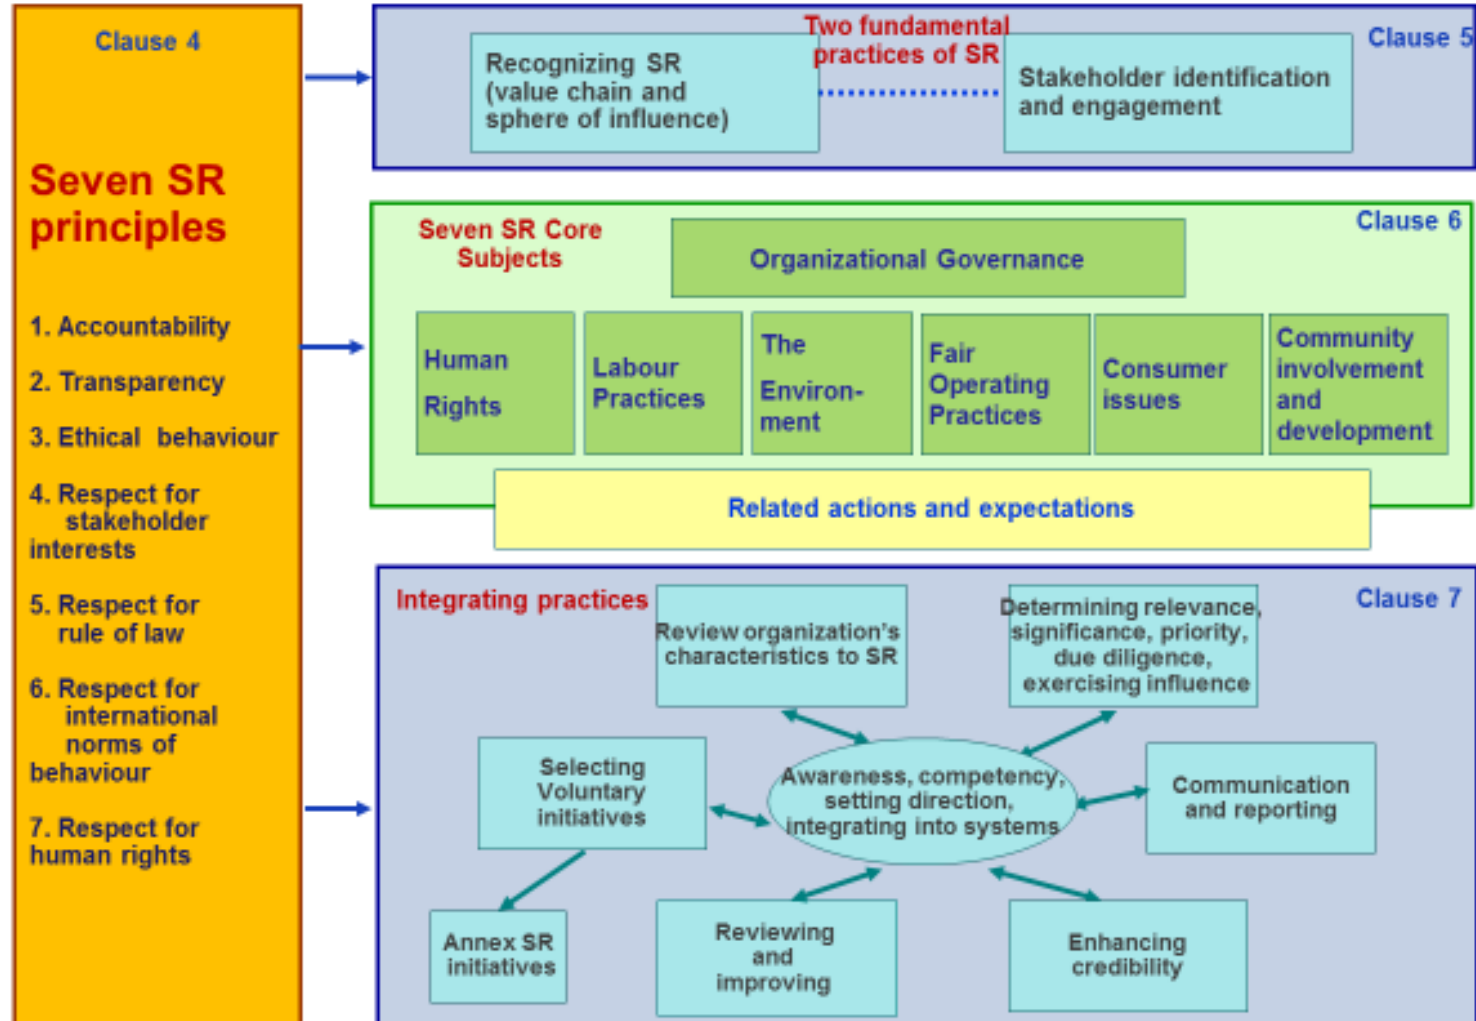 Clause 4
Seven SR
principles
1. Accountability
2. Transparency
3. Ethical behaviour
4. Respect for
stakeholder
interests
5. Respect for
rule of law
6. Respect for
international
norms of
behaviour
7. Respect for
human rights
Two fundamental
practices of SR
Clause 5
Recognizing SR
(value chain and
sphere of influence)
Stakeholder identification
and engagement
Seven SR Core
Subjects
Clause 6
Organizational Governance
Human
Rights
Labour
Practices
The
Environ-
ment
Fair
Operating
Practices
Consumer
issues
Community
involvement
and
development
Related actions and expectations
Integrating practices
Clause 7
Review organization's
characteristics to SR
Determining relevance,
significance, priority,
due diligence,
exercising influence
Selecting
Voluntary
initiatives
Awareness, competency,
setting direction,
integrating into systems
Communication
and reporting
Annex SR
initiatives
Reviewing
and
improving
Enhancing
credibility